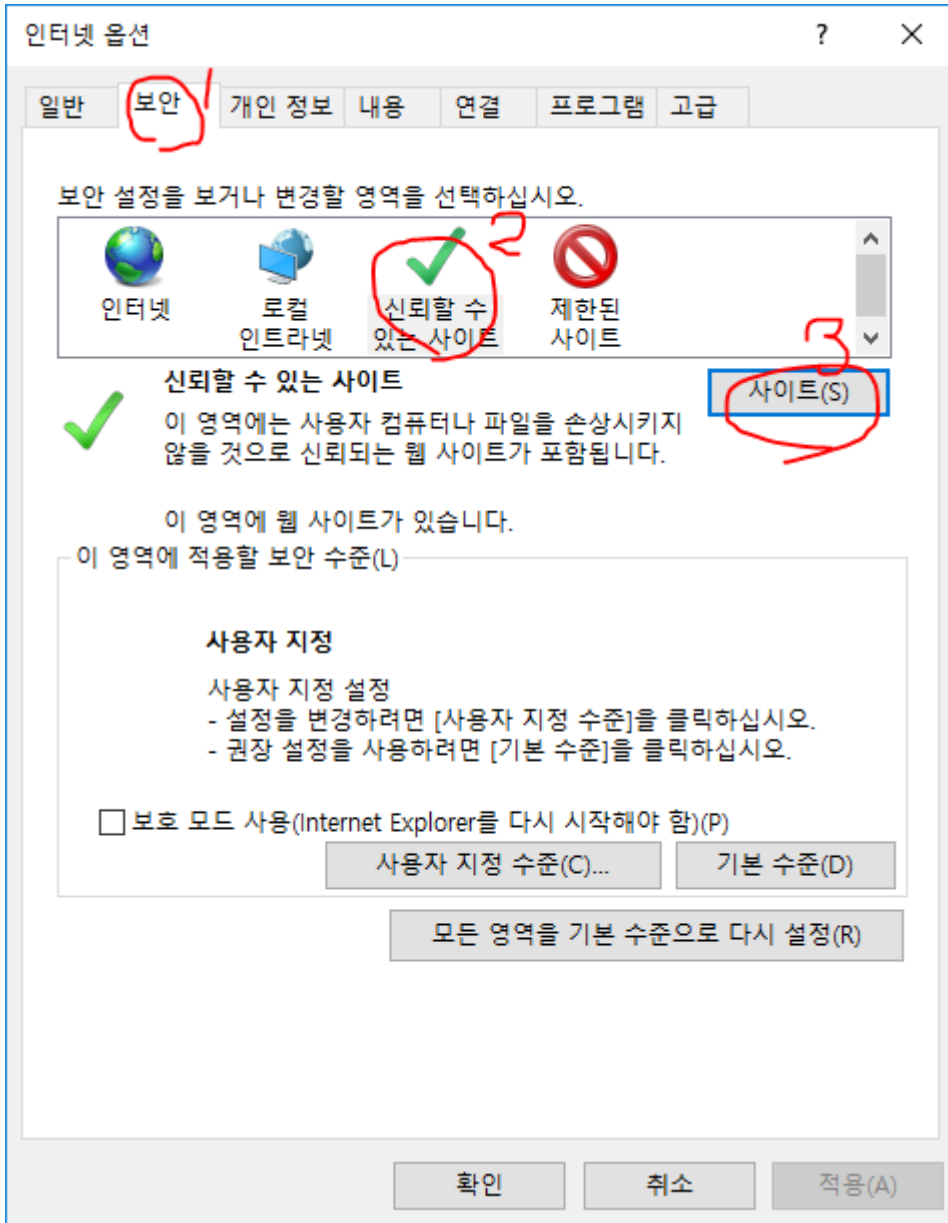 인터넷 옵션 ?
일반 보안 1 개인 정보 내용 연결 프로그램 고급
보안 설정을 보거나 변경할 영역을 선택하십시오.
2
인터넷
로컬
인트라넷
신뢰할 수
있는 사이트
제한된
사이트
3
신뢰할 수 있는 사이트
사이트(S)
이 영역에는 사용자 컴퓨터나 파일을 손상시키지
않을 것으로 신뢰되는 웹 사이트가 포함됩니다.
이 영역에 웹 사이트가 있습니다.
이 영역에 적용할 보안 수준(L)
사용자 지정
사용자 지정 설정
- 설정을 변경하려면 [사용자 지정 수준]을 클릭하십시오.
- 권장 설정을 사용하려면 [기본 수준]을 클릭하십시오.
보호 모드 사용(Internet Explorer를 다시 시작해야 함)(P)
사용자 지정 수준(C)... 기본 수준(D)
모든 영역을 기본 수준으로 다시 설정(R)
확인 취소 적용(A)